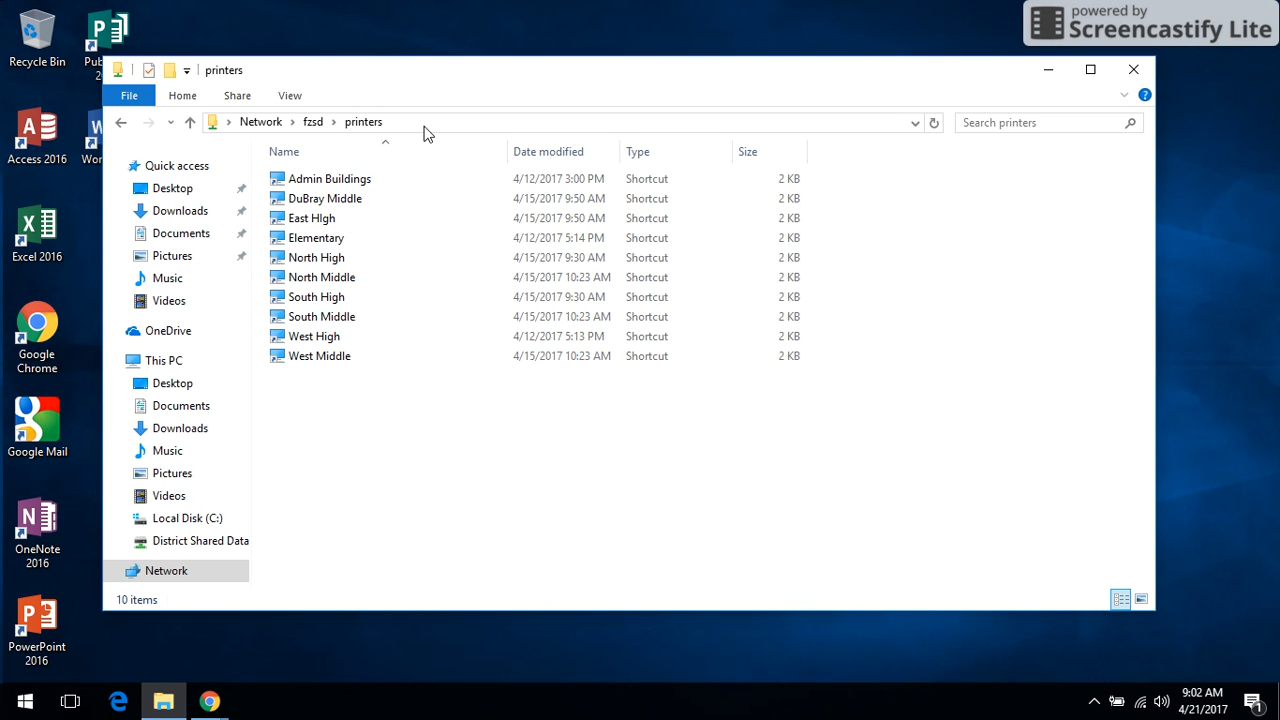 powered by
Screencastify Lite
Recycle Bin
Pub
2
Access 2016
Wor
Excel 2016
Google
Chrome
Google Mail
OneNote
2016
PowerPoint
2016
printers
File Home Share View
Network fzsd printers
Search printers
Name Date modified Type Size
Admin Buildings 4/12/2017 3:00 PM Shortcut 2 KB
DuBray Middle 4/15/2017 9:50 AM Shortcut 2 KB
East HIgh 4/15/2017 9:50 AM Shortcut 2 KB
Elementary 4/12/2017 5:14 PM Shortcut 2 KB
North High 4/15/2017 9:30 AM Shortcut 2 KB
North Middle 4/15/2017 10:23 AM Shortcut 2 KB
South High 4/15/2017 9:30 AM Shortcut 2 KB
South Middle 4/15/2017 10:23 AM Shortcut 2 KB
West High 4/12/2017 5:13 PM Shortcut 2 KB
West Middle 4/15/2017 10:23 AM Shortcut 2 KB
Quick access
Desktop
Downloads
Documents
Pictures
Music
Videos
OneDrive
This PC
Desktop
Documents
Downloads
Music
Pictures
Videos
Local Disk (C:)
District Shared Data
Network
10 items
9:02 AM
4/21/2017
1